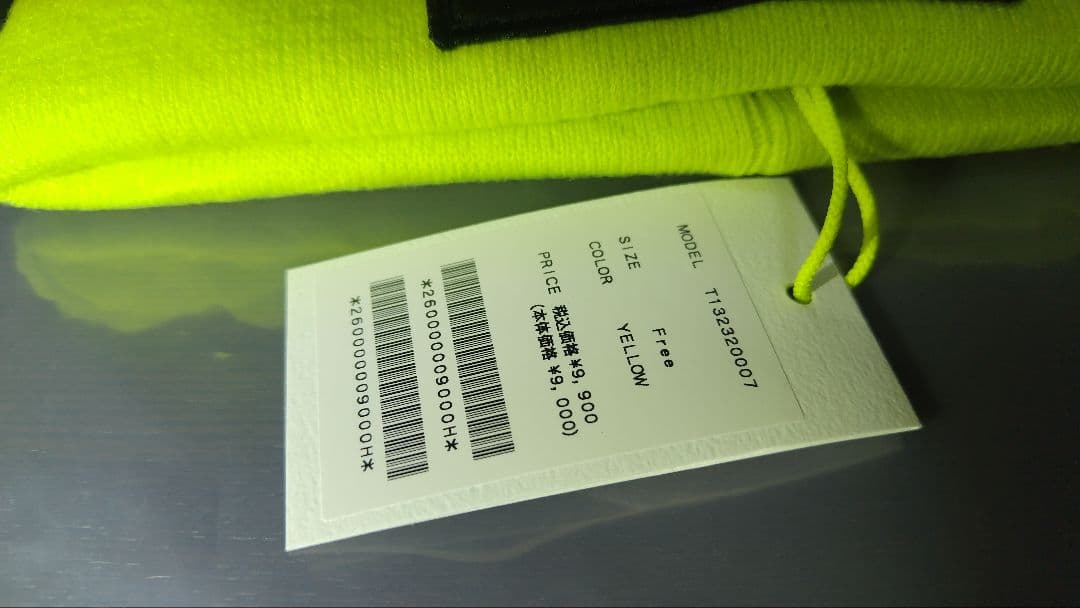 MODEL T132320007
SIZE Free
COLOR YELLOW
PRICE 税込価格 ¥9,900
(本体価格 ¥9,000)
*2600000009000H*
*2600000009000H*